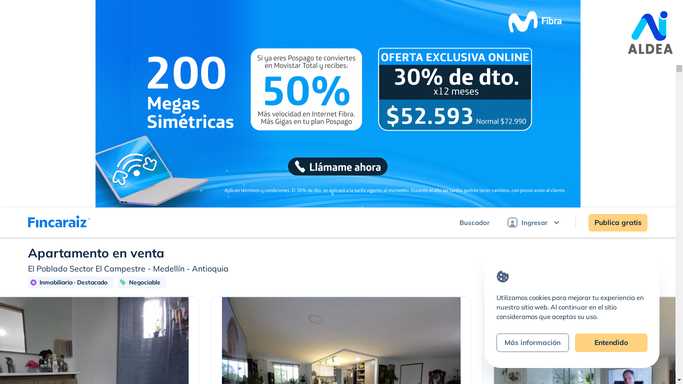 Fibra
ALDEA
200
Megas
Simétricas
Si ya eres Pospago te conviertes
en Movistar Total y recibes:
50%
Más velocidad en Internet Fibra.
Más Gigas en tu plan Pospago
OFERTA EXCLUSIVA ONLINE
30% de dto.
x12 meses
$52.593 Normal $72.990
Llámame ahora
Fincaraiz
Buscador
Ingresar
Publica gratis
Apartamento en venta
El Poblado Sector El Campestre - Medellín - Antioquia
Inmobiliario · Destacado
Negociable
Utilizamos cookies para mejorar tu experiencia en
nuestro sitio web. Al continuar en el sitio
consideramos que aceptas su uso.
Más información
Entendido